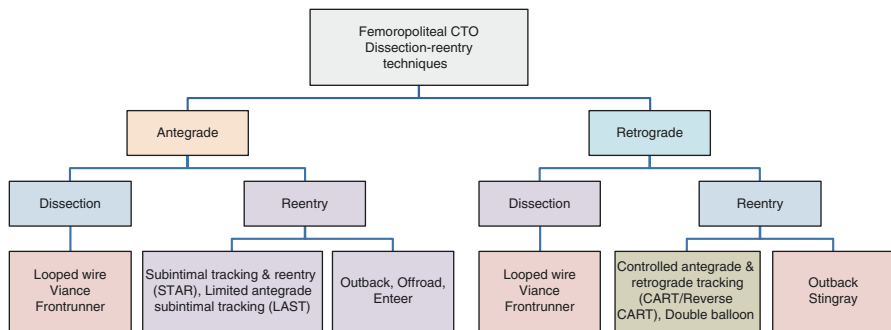 Femoropoliteal CTO
Dissection-reentry
techniques
Antegrade
Retrograde
Dissection
Reentry
Dissection
Reentry
Looped wire
Viance
Frontrunner
Subintimal tracking & reentry
(STAR), Limited antegrade
subintimal tracking (LAST)
Outback, Offroad,
Enteer
Looped wire
Viance
Frontrunner
Controlled antegrade &
retrograde tracking
(CART/Reverse
CART), Double balloon
Outback
Stingray